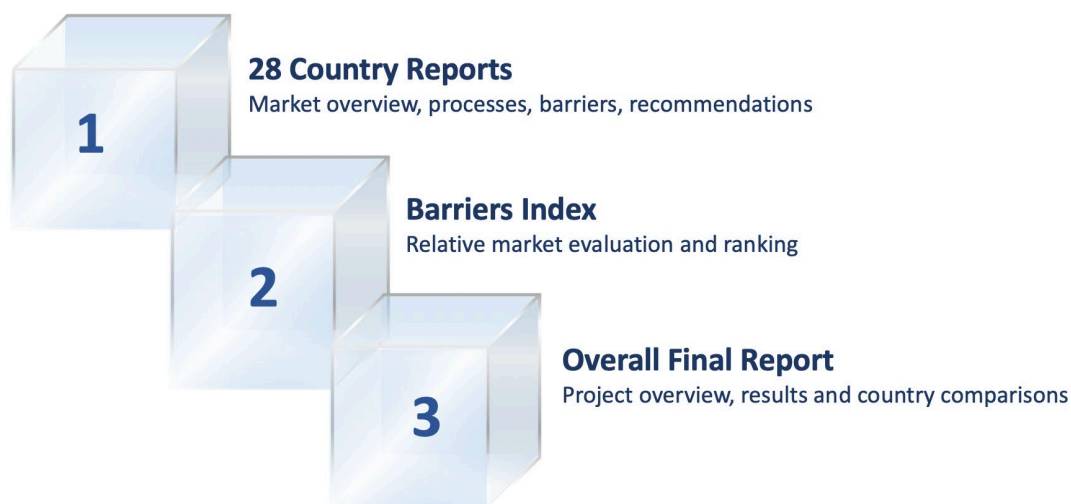 1
28 Country Reports
Market overview, processes, barriers, recommendations
2
Barriers Index
Relative market evaluation and ranking
3
Overall Final Report
Project overview, results and country comparisons